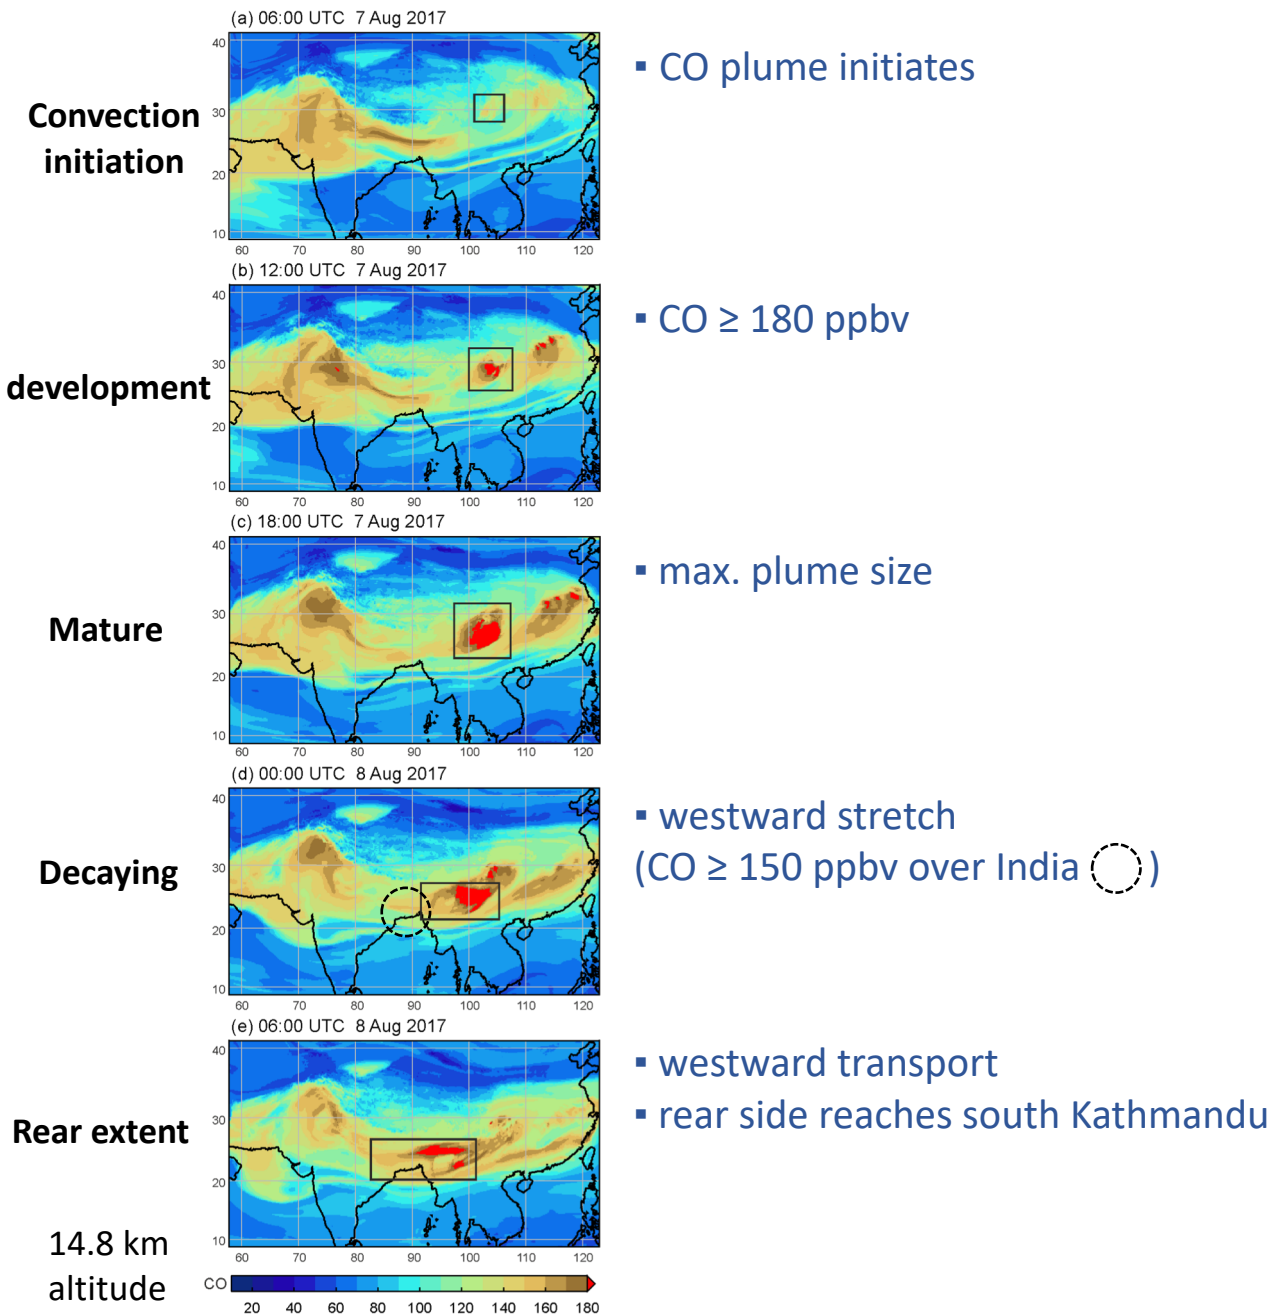 (a) 06:00 UTC 7 Aug 2017
Convection
initiation
40
30
20
10
60 70 80 90 100 110 120
▪ CO plume initiates
(b) 12:00 UTC 7 Aug 2017
development
40
30
20
10
60 70 80 90 100 110 120
▪ CO ≥ 180 ppbv
(c) 18:00 UTC 7 Aug 2017
Mature
40
30
20
10
60 70 80 90 100 110 120
▪ max. plume size
(d) 00:00 UTC 8 Aug 2017
Decaying
40
30
20
10
60 70 80 90 100 110 120
▪ westward stretch
(CO ≥ 150 ppbv over India )
(e) 06:00 UTC 8 Aug 2017
Rear extent
40
30
20
10
60 70 80 90 100 110 120
▪ westward transport
▪ rear side reaches south Kathmandu
14.8 km
altitude
CO
20 40 60 80 100 120 140 160 180